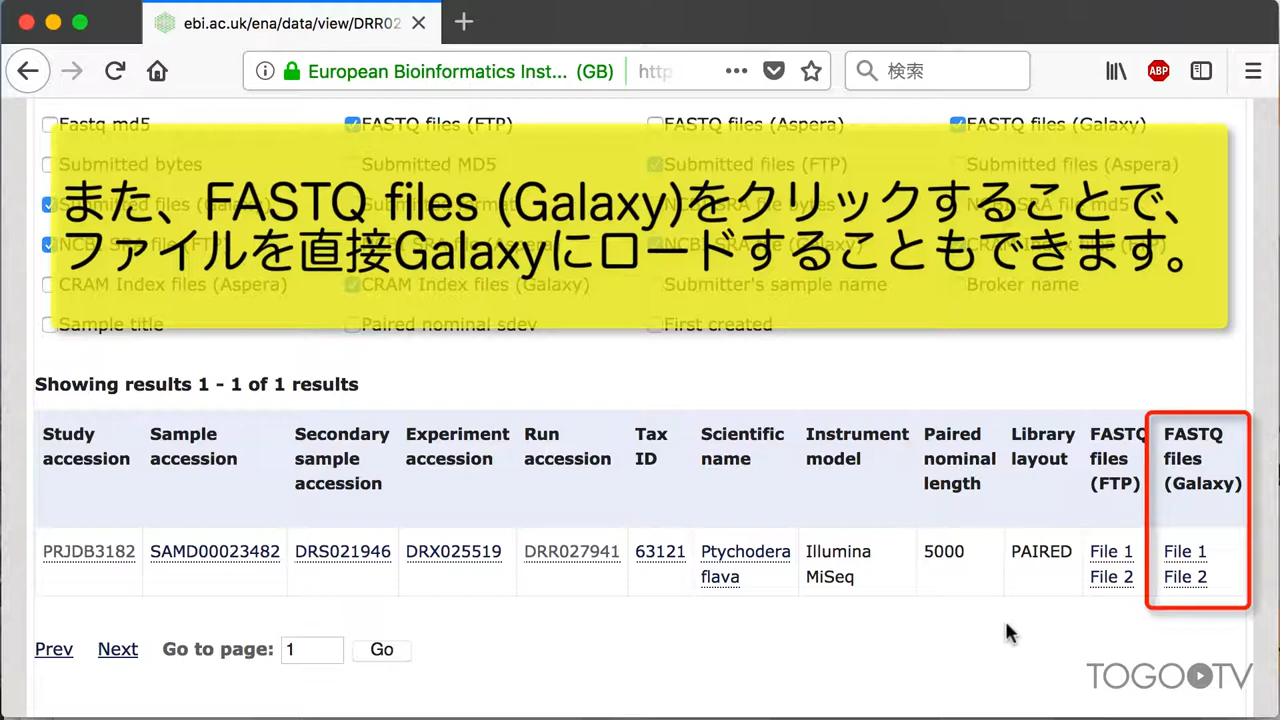 ebi.ac.uk/ena/data/view/DRR02
European Bioinformatics Inst... (GB) http
検索
ABP
Fastq md5 FASTQ files (FTP) FASTQ files (Aspera) FASTQ files (Galaxy)
Submitted bytes Submitted MD5 Submitted files (FTP) Submitted files (Aspera)
また、FASTQ files (Galaxy)をクリックすることで、
ファイルを直接Galaxyにロードすることもできます。
CRAM Index files (Aspera) CRAM Index files (Galaxy) Submitter's sample name Broker name
Sample title Paired nominal sdev First created
Showing results 1 - 1 of 1 results
Study accession Sample accession Secondary sample accession Experiment accession Run accession Tax ID Scientific name Instrument model Paired nominal length Library layout FASTQ files (FTP) FASTQ files (Galaxy)
PRJDB3182 SAMD00023482 DRS021946 DRX025519 DRR027941 63121 Ptychodera flava Illumina MiSeq 5000 PAIRED File 1 File 2 File 1 File 2
Prev Next Go to page: 1 Go
TOGO TV